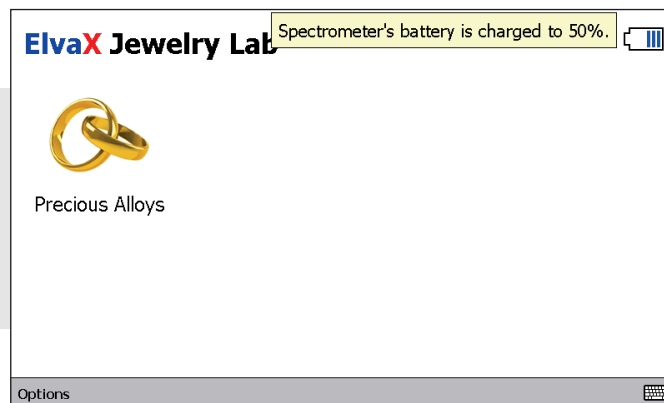 ElvaX Jewelry Lab
Spectrometer's battery is charged to 50%.
Precious Alloys
Options